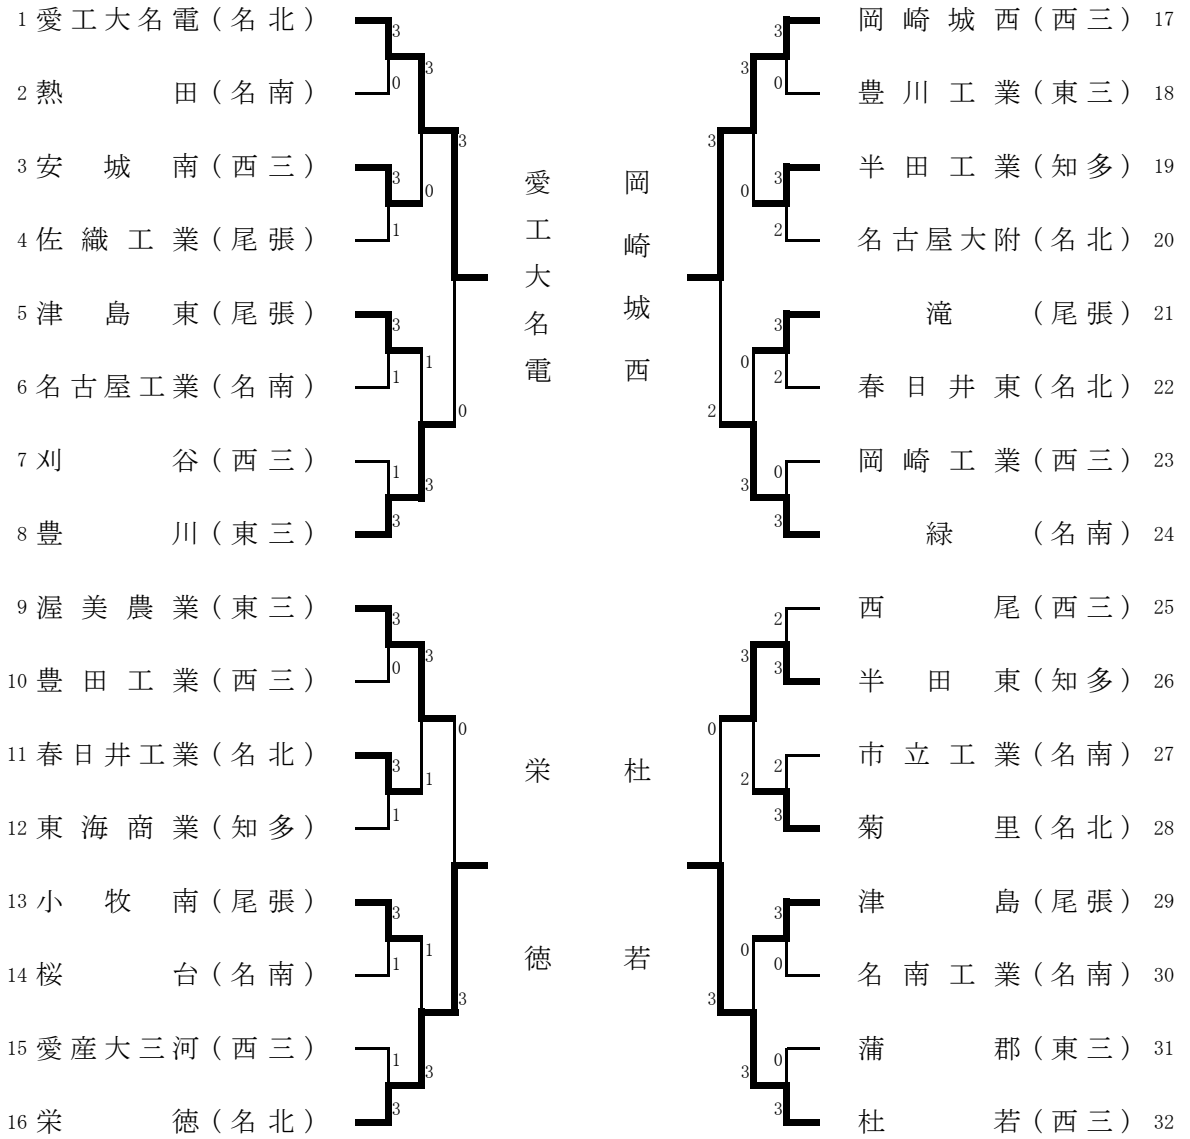 1 愛工大名電(名北)
3
0
2 熱田(名南)
3
3 安城南(西三)
3
0
1
4 佐織工業(尾張)
3
5 津島東(尾張)
3
1
1
6 名古屋工業(名南)
0
7 刈谷(西三)
1
3
3
8 豊川(東三)
9 渥美農業(東三)
3
0
3
10 豊田工業(西三)
0
11 春日井工業(名北)
3
1
1
12 東海商業(知多)
13 小牧南(尾張)
3
1
1
14 桜台(名南)
3
15 愛産大三河(西三)
1
3
3
16 栄徳(名北)
愛工大名電
栄徳
岡崎城西
杜若
岡崎城西(西三) 17
3
3
0
豊川工業(東三) 18
3
半田工業(知多) 19
3
0
2
名古屋大附(名北) 20
滝(尾張) 21
3
0
2
春日井東(名北) 22
2
岡崎工業(西三) 23
0
3
3
緑(名南) 24
西尾(西三) 25
2
3
3
半田東(知多) 26
0
市立工業(名南) 27
2
2
3
菊里(名北) 28
津島(尾張) 29
3
0
0
名南工業(名南) 30
3
蒲郡(東三) 31
0
3
3
杜若(西三) 32